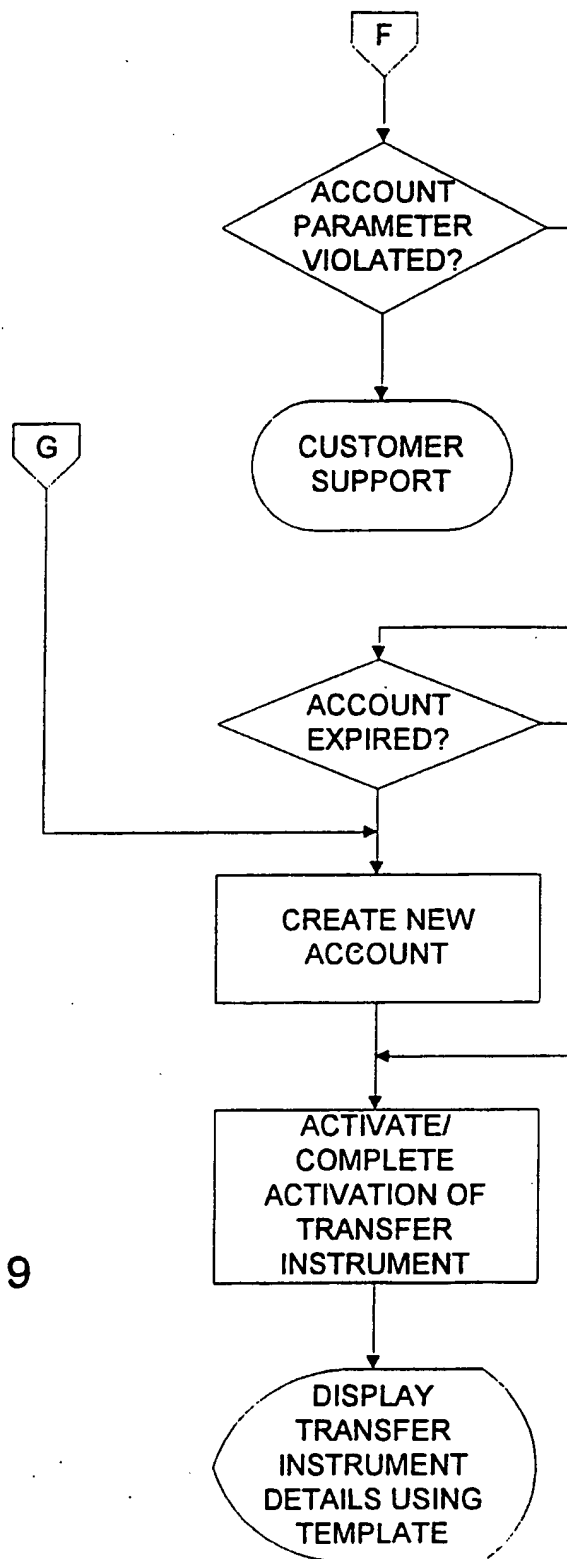 F
ACCOUNT
PARAMETER
VIOLATED?
G
CUSTOMER
SUPPORT
ACCOUNT
EXPIRED?
CREATE NEW
ACCOUNT
ACTIVATE/
COMPLETE
ACTIVATION OF
TRANSFER
INSTRUMENT
9
DISPLAY
TRANSFER
INSTRUMENT
DETAILS USING
TEMPLATE